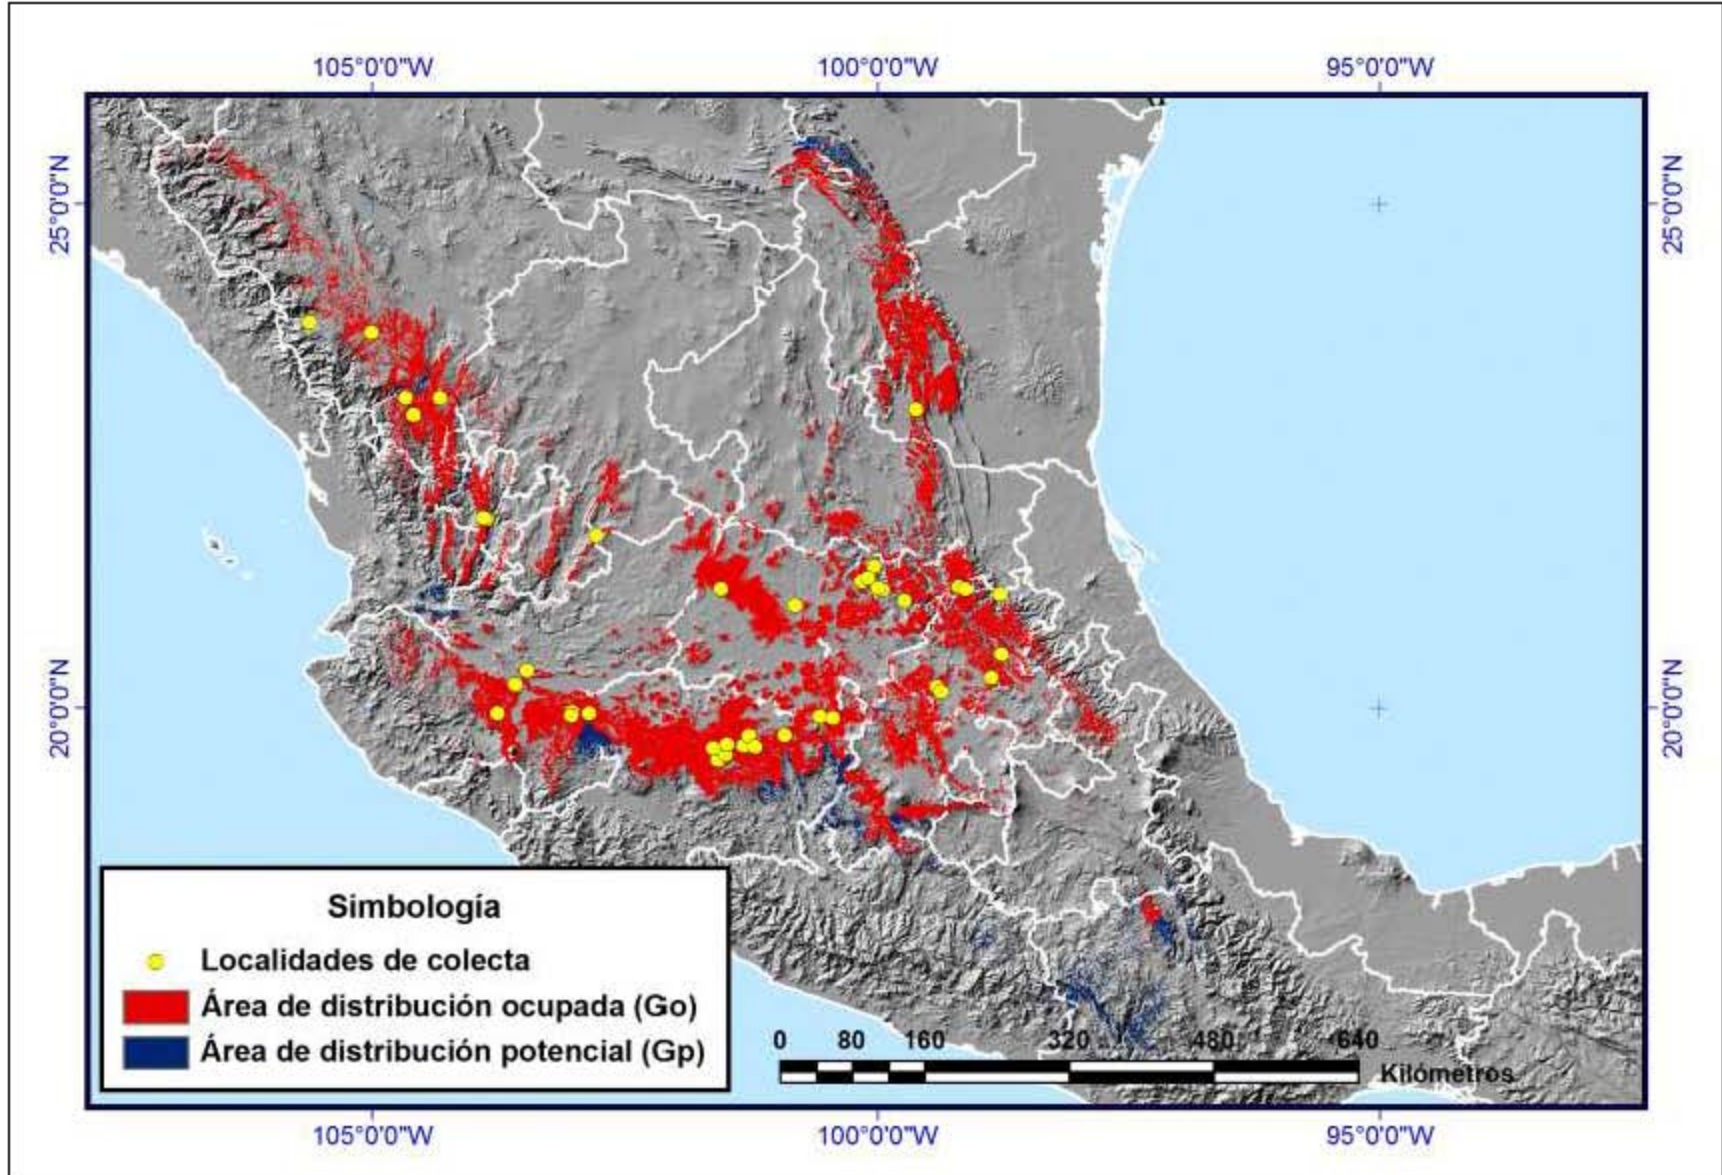 105°0'0"W 100°0'0"W 95°0'0"W
25°0'0"N 25°0'0"N
20°0'0"N 20°0'0"N
Simbología
Localidades de colecta
Área de distribución ocupada (Go)
Área de distribución potencial (Gp)
0 80 160 320 480 640
Kilómetros
105°0'0"W 100°0'0"W 95°0'0"W